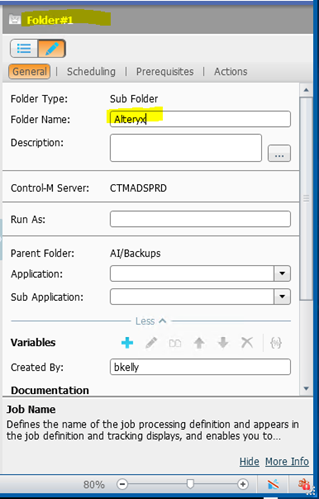 Folder#1
General | Scheduling | Prerequisites | Actions
Folder Type: Sub Folder
Folder Name: Alteryx
Description:
...
Control-M Server: CTMADSPRD
Run As:
Parent Folder: AI/Backups
Application:
Sub Application:
Less
Variables
Created By: bkelly
Documentation
Job Name
Defines the name of the job processing definition and appears
in the job definition and tracking displays, and enables you to...
Hide More Info
80%